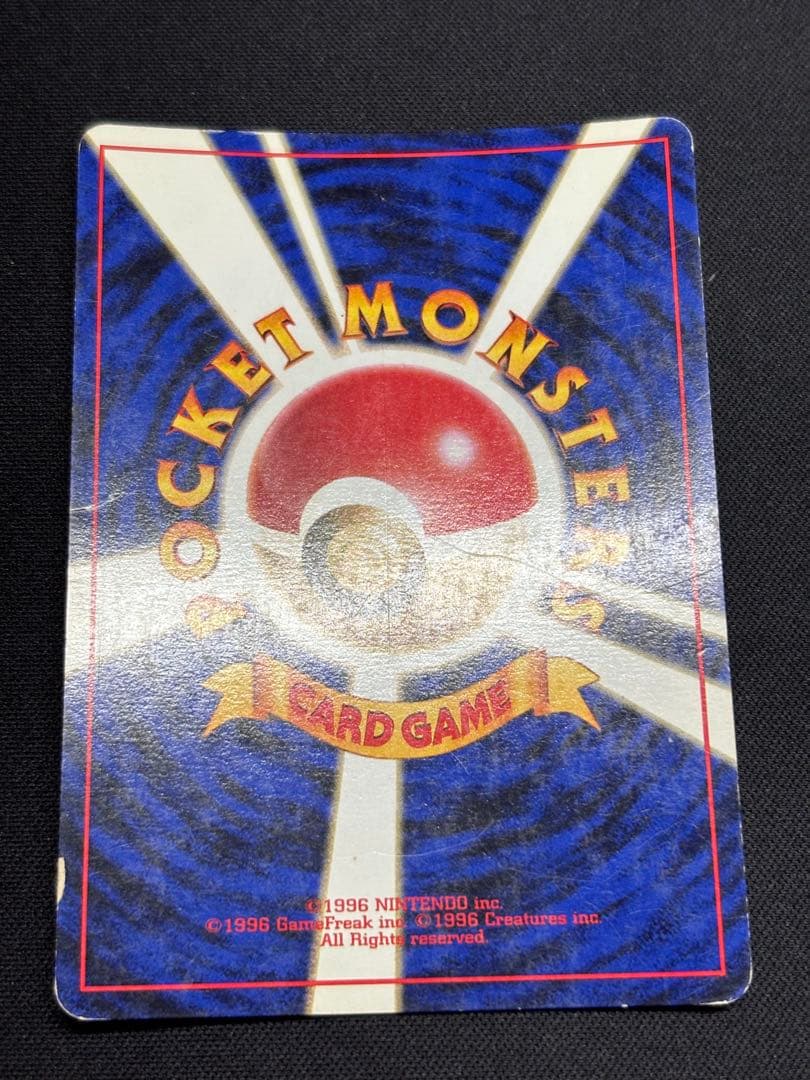 POCKET MONSTERS
CARD GAME
©1996 NINTENDO inc.
©1996 GameFreak inc. ©1996 Creatures inc.
All Rights reserved.